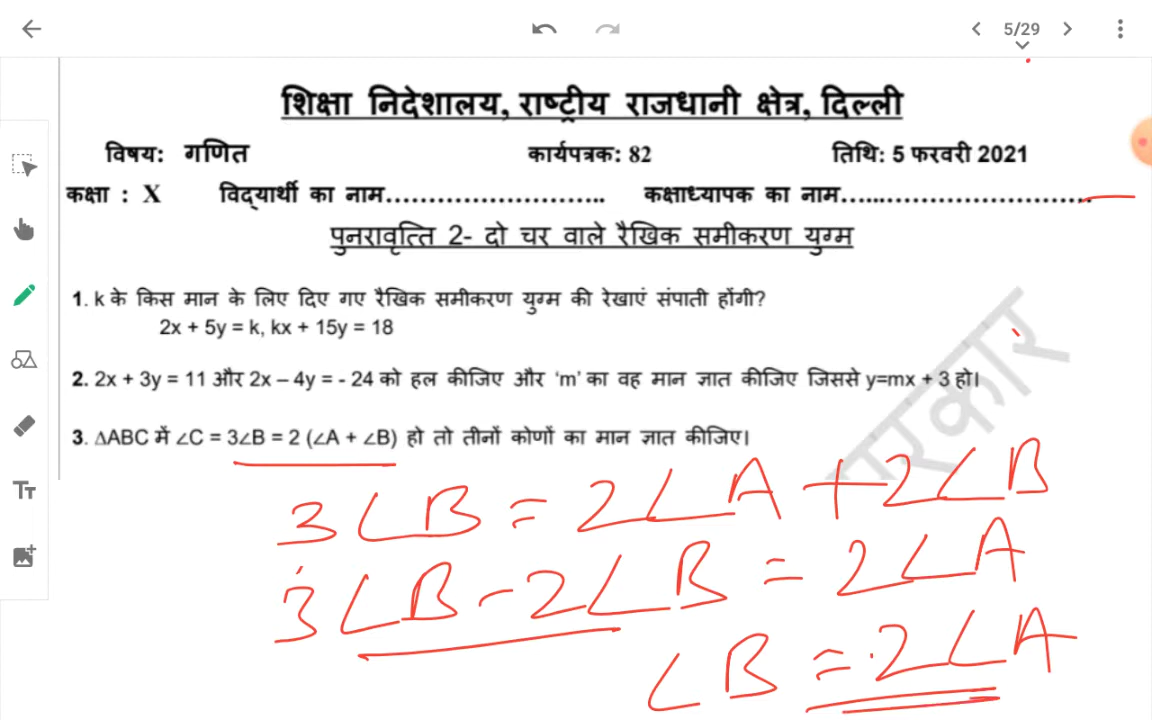 5/29
शिक्षा निदेशालय, राष्ट्रीय राजधानी क्षेत्र, दिल्ली
विषय: गणित कार्यपत्रक: 82 तिथि: 5 फरवरी 2021
कक्षा : X विद्यार्थी का नाम........................... कक्षाध्यापक का नाम..............................
पुनरावृत्ति 2- दो चर वाले रैखिक समीकरण युग्म
1. k के किस मान के लिए दिए गए रैखिक समीकरण युग्म की रेखाएं संपाती होंगी?
2x + 5y = k, kx + 15y = 18
2. 2x + 3y = 11 और 2x – 4y = - 24 को हल कीजिए और 'm' का वह मान ज्ञात कीजिए जिससे y=mx + 3 हो।
3. ∆ABC में ∠C = 3∠B = 2 (∠A + ∠B) हो तो तीनों कोणों का मान ज्ञात कीजिए।
3∠B = 2∠A + 2∠B
3∠B - 2∠B = 2∠A
∠B = 2∠A
Tт